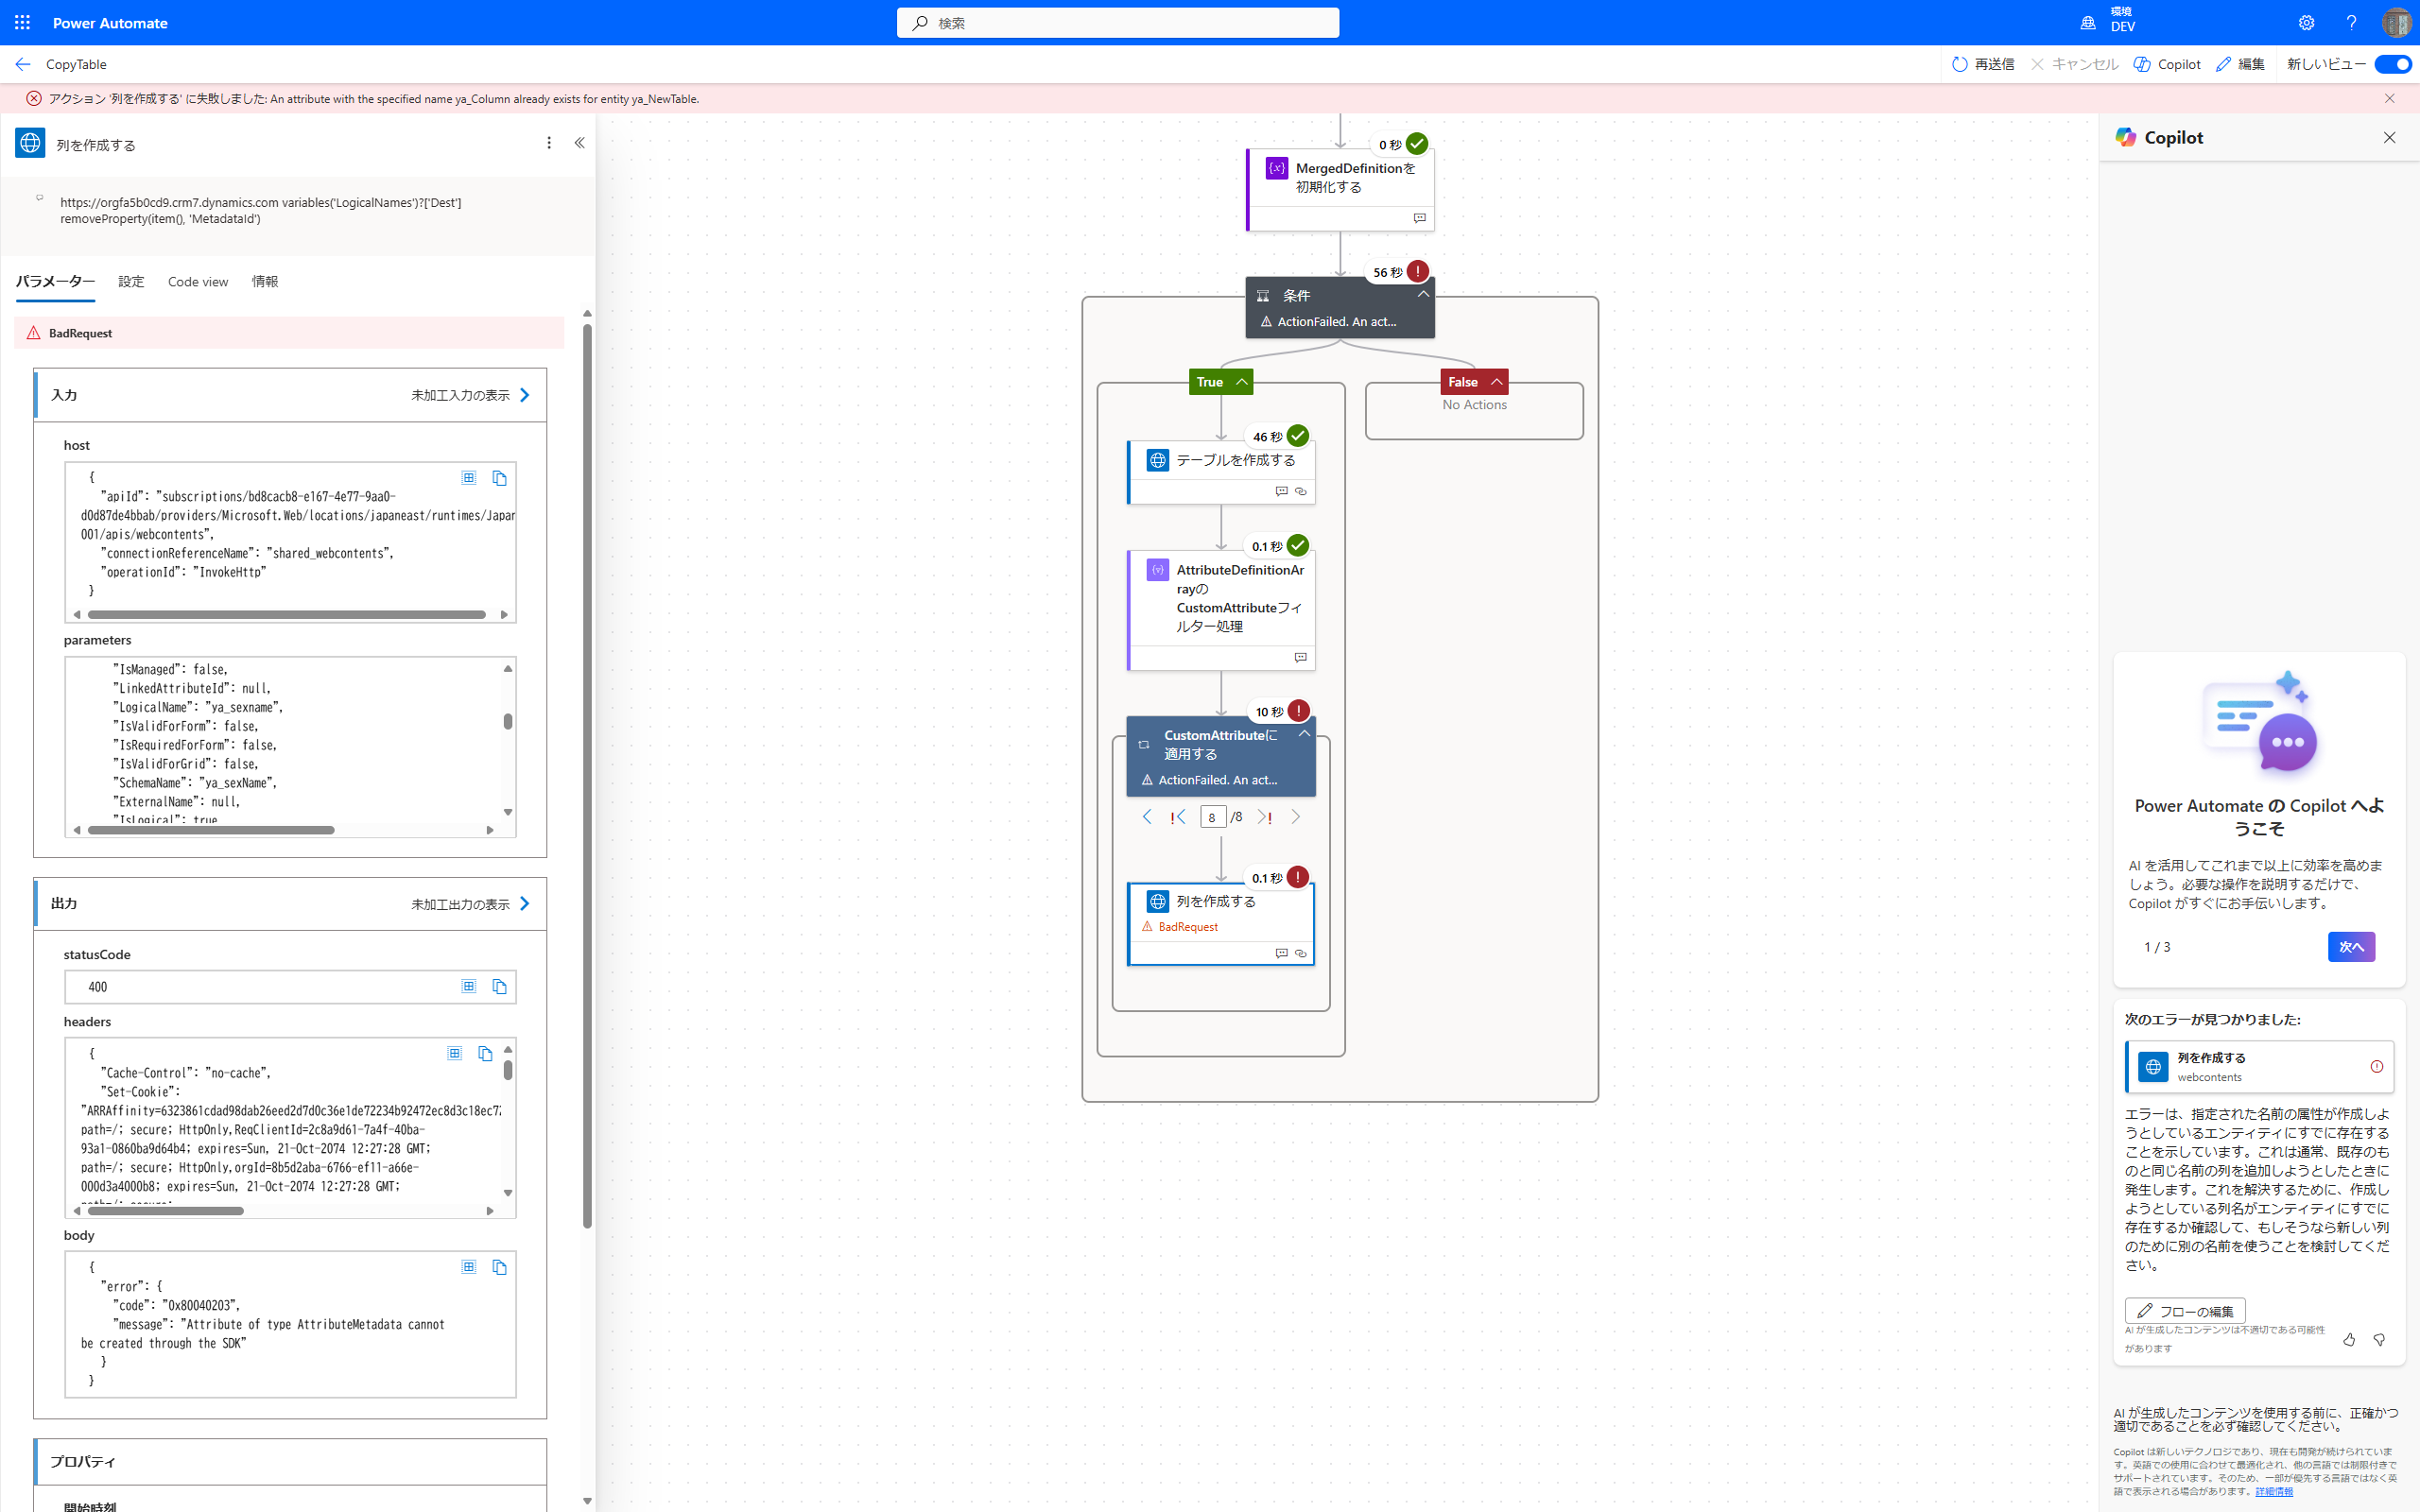 Power Automate
検索
環境
DEV
CopyTable
再送信
キャンセル
Copilot
編集
新しいビュー
アクション '列を作成する' に失敗しました: An attribute with the specified name ya_Column already exists for entity ya_NewTable.
列を作成する
https://orgfa5b0cd9.crm7.dynamics.com variables('LogicalNames')?['Dest']
removeProperty(item(), 'MetadataId')
パラメーター
設定
Code view
情報
BadRequest
入力
未加工入力の表示
host
{
"apiId": "subscriptions/bd8cacb8-e167-4e77-9aa0-
d0d87de4bbab/providers/Microsoft.Web/locations/japaneast/runtimes/Japan
001/apis/webcontents",
"connectionReferenceName": "shared_webcontents",
"operationId": "InvokeHttp"
}
parameters
"IsManaged": false,
"LinkedAttributeId": null,
"LogicalName": "ya_sexname",
"IsValidForForm": false,
"IsRequiredForForm": false,
"IsValidForGrid": false,
"SchemaName": "ya_sexName",
"ExternalName": null,
"IsLogical": true
出力
未加工出力の表示
statusCode
400
headers
{
"Cache-Control": "no-cache",
"Set-Cookie":
"ARRAffinity=6323861cdad98dab26eed2d7d0c36e1de72234b92472ec8d3c18ec72
path=/; secure; HttpOnly,ReqClientId=2c8a9d61-7a4f-40ba-
93a1-0860ba9d64b4; expires=Sun, 21-Oct-2074 12:27:28 GMT;
path=/; secure; HttpOnly,orgId=8b5d2aba-6766-ef11-a66e-
000d3a4000b8; expires=Sun, 21-Oct-2074 12:27:28 GMT;
path=/; secure;
body
{
"error": {
"code": "0x80040203",
"message": "Attribute of type AttributeMetadata cannot
be created through the SDK"
}
}
プロパティ
開始時刻
0 秒
MergedDefinitionを
初期化する
56 秒
条件
ActionFailed. An act...
True
False
No Actions
46 秒
テーブルを作成する
0.1 秒
AttributeDefinitionAr
rayの
CustomAttributeフィ
ルター処理
10 秒
CustomAttributeに
適用する
ActionFailed. An act...
8 /8
0.1 秒
列を作成する
BadRequest
Copilot
Power Automate の Copilot へよ
うこそ
AI を活用してこれまで以上に効率を高めま
しょう。必要な操作を説明するだけで、
Copilot がすぐにお手伝いします。
1 / 3
次へ
次のエラーが見つかりました:
列を作成する
webcontents
エラーは、指定された名前の属性が作成しよ
うとしているエンティティにすでに存在する
ことを示しています。これは通常、既存のも
のと同じ名前の列を追加しようとしたときに
発生します。これを解決するために、作成し
ようとしている列名がエンティティにすでに
存在するか確認して、もしそうなら新しい列
のために別の名前を使うことを検討してくだ
さい。
フローの編集
AI が生成したコンテンツは不適切である可能性
があります
AI が生成したコンテンツを使用する前に、正確かつ
適切であることを必ず確認してください。
Copilot は新しいテクノロジであり、現在も開発が続けられていま
す。英語での使用に合わせて最適化され、他の言語では制限付きで
サポートされています。そのため、一部が優先する言語ではなく英
語で表示される場合があります。詳細情報